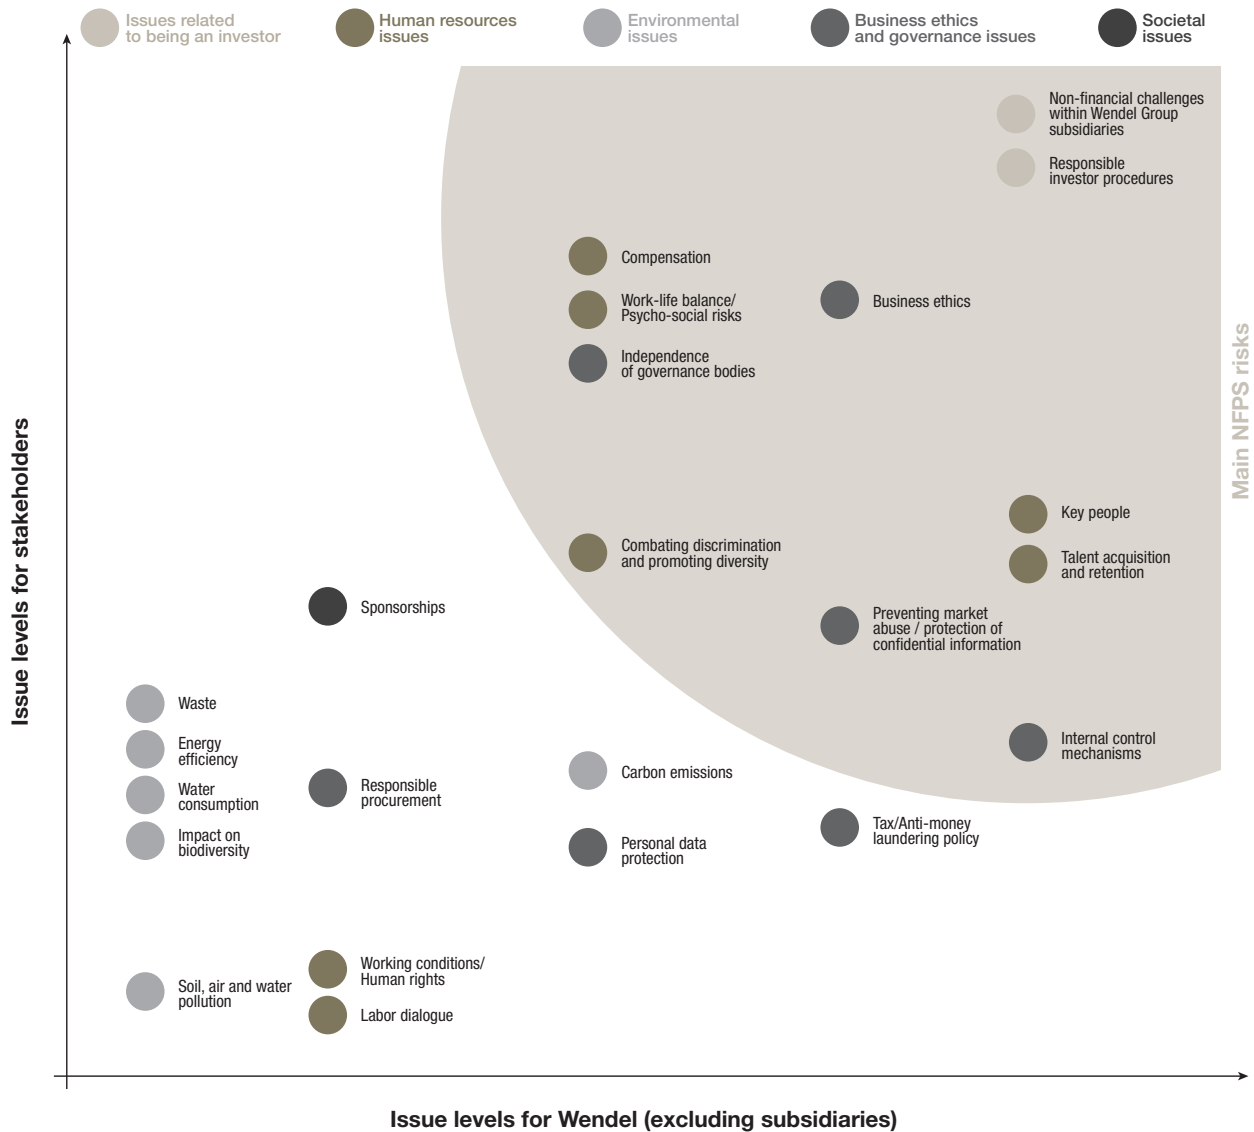 Issues related
to being an investor
Human resources
issues
Environmental
issues
Business ethics
and governance issues
Societal
issues
Non-financial challenges
within Wendel Group
subsidiaries
Responsible
investor procedures
Compensation
Work-life balance/
Psycho-social risks
Business ethics
Independence
of governance bodies
Main NFPS risks
Issue levels for stakeholders
Key people
Combating discrimination
and promoting diversity
Talent acquisition
and retention
Sponsorships
Preventing market
abuse / protection of
confidential information
Waste
Energy
efficiency
Internal control
mechanisms
Water
consumption
Responsible
procurement
Carbon emissions
Impact on
biodiversity
Personal data
protection
Tax/Anti-money
laundering policy
Soil, air and water
pollution
Working conditions/
Human rights
Labor dialogue
Issue levels for Wendel (excluding subsidiaries)